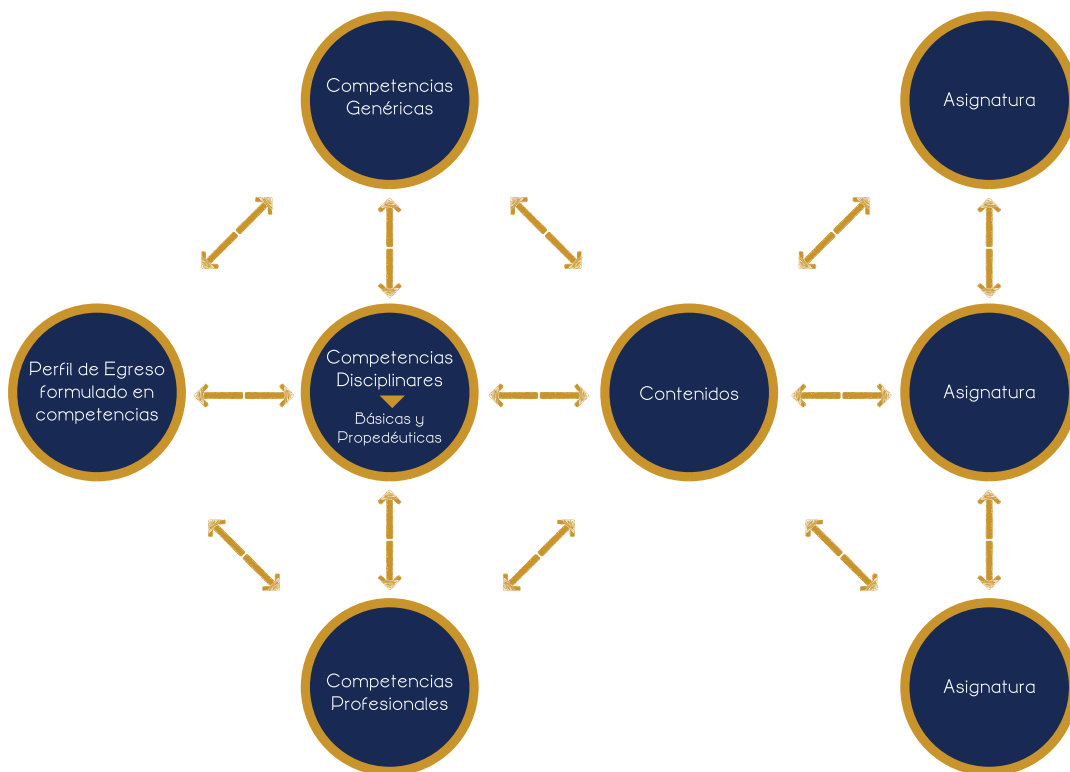 Competencias
Genéricas
Asignatura
Perfil de Egreso
formulado en
competencias
Competencias
Disciplinares
Básicas y
Propedéuticas
Contenidos
Asignatura
Competencias
Profesionales
Asignatura